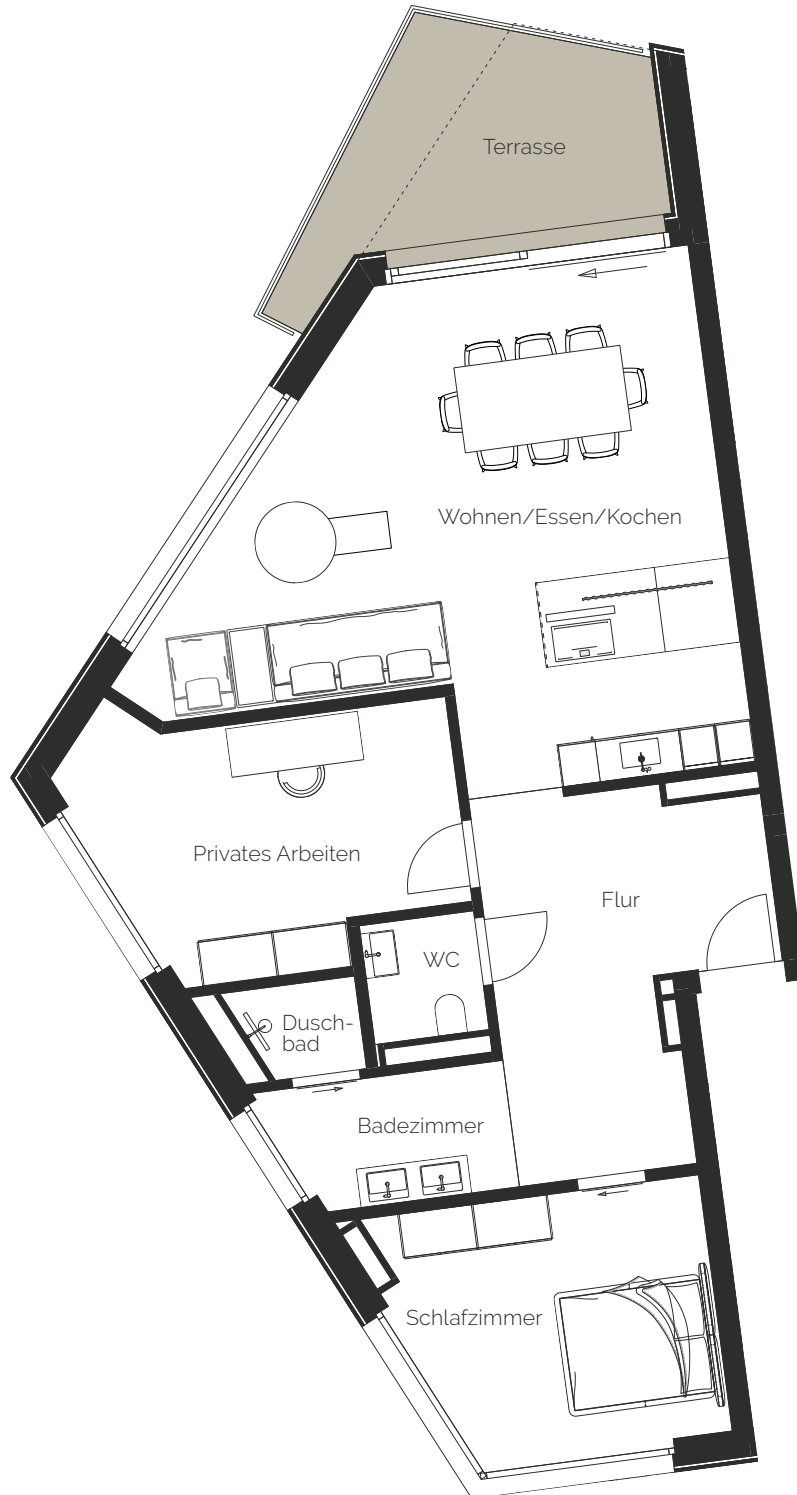 Terrasse
Wohnen/Essen/Kochen
Privates Arbeiten
Flur
WC
Dusch-
bad
Badezimmer
Schlafzimmer